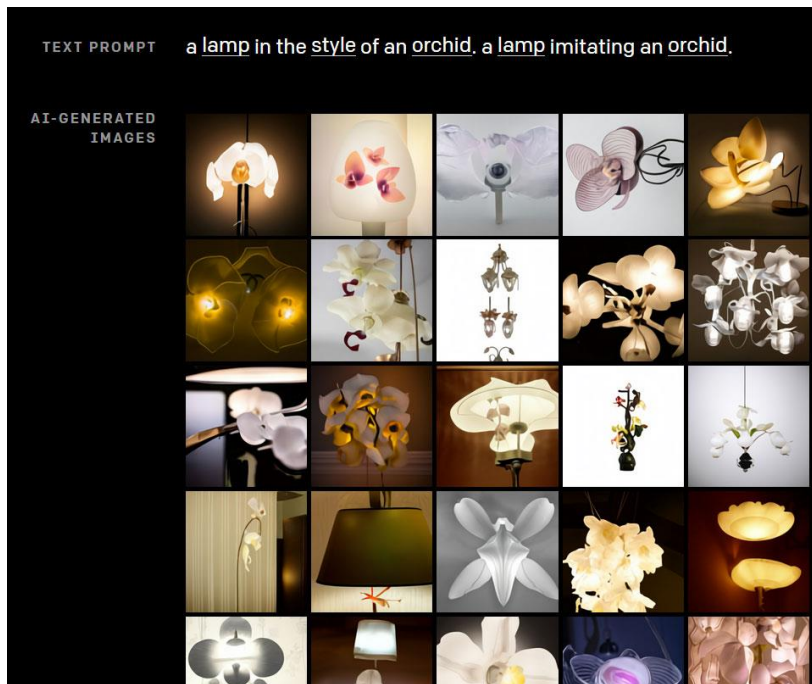 TEXT PROMPT
a lamp in the style of an orchid. a lamp imitating an orchid.
AI-GENERATED
IMAGES